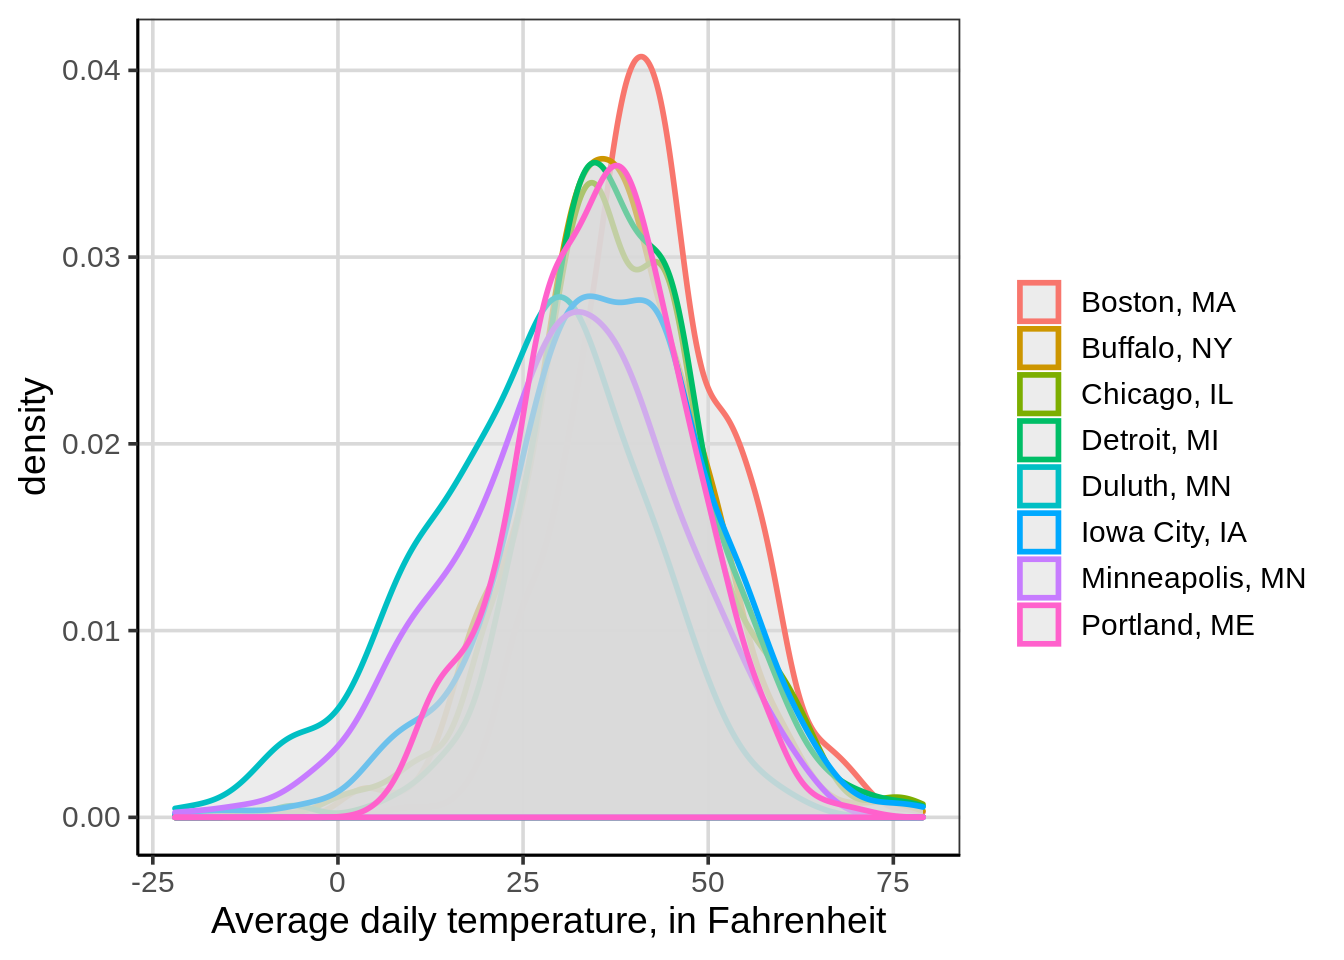 0.04
0.03
0.02
0.01
0.00
density
-25 0 25 50 75
Average daily temperature, in Fahrenheit
Boston, MA
Buffalo, NY
Chicago, IL
Detroit, MI
Duluth, MN
Iowa City, IA
Minneapolis, MN
Portland, ME